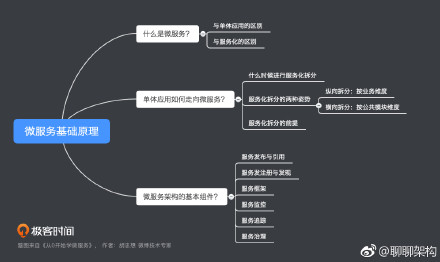 什么是微服务?
与单体应用的区别
与服务化的区别
微服务基础原理
单体应用如何走向微服务?
什么时候进行服务化拆分
服务化拆分的两种姿势
纵向拆分:按业务维度
横向拆分:按公共模块维度
服务化拆分的前提
微服务架构的基本组件?
服务发布与引用
服务发注册与发现
服务框架
服务监控
服务追踪
服务治理
极客时间
脑图来自《从0开始学微服务》,作者:胡忠想 微博技术专家
@聊聊架构